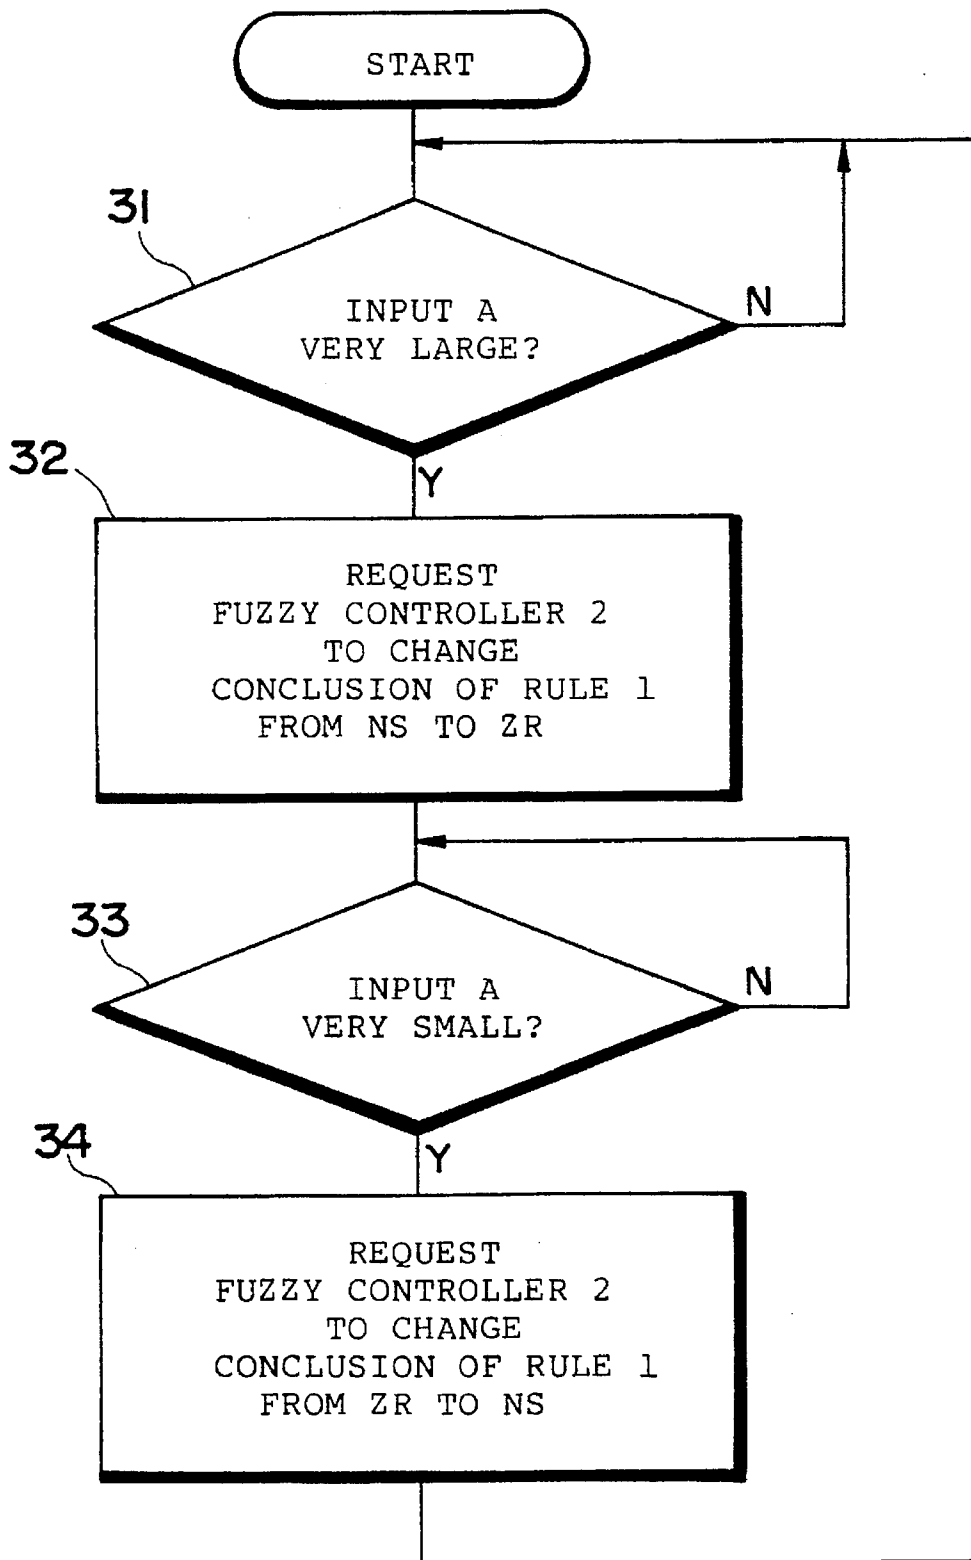 START
31
INPUT A
VERY LARGE?
N
32
Y
REQUEST
FUZZY CONTROLLER 2
TO CHANGE
CONCLUSION OF RULE 1
FROM NS TO ZR
33
INPUT A
VERY SMALL?
N
34
Y
REQUEST
FUZZY CONTROLLER 2
TO CHANGE
CONCLUSION OF RULE 1
FROM ZR TO NS